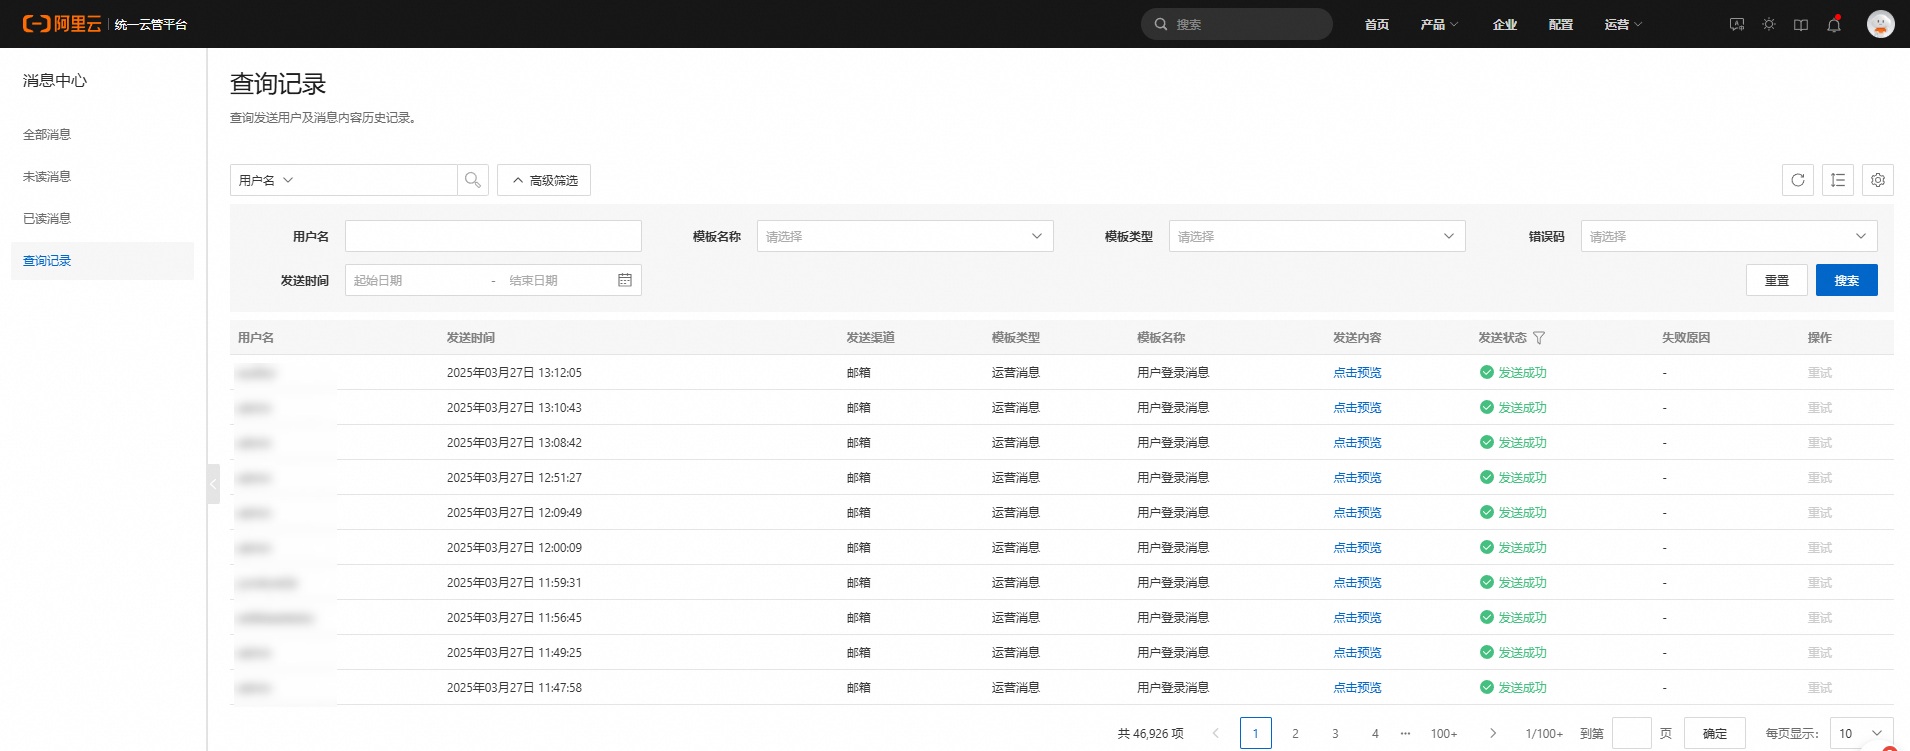 阿里云 统一云管平台 搜索 首页 产品 企业 配置 运营
消息中心
全部消息
未读消息
已读消息
查询记录
查询记录
查询发送用户及消息内容历史记录。
用户名 高级筛选
用户名 模板名称 请选择 模板类型 请选择 错误码 请选择
发送时间 起始日期 - 结束日期 重置 搜索
用户名 发送时间 发送渠道 模板类型 模板名称 发送内容 发送状态 失败原因 操作
2025年03月27日 13:12:05 邮箱 运营消息 用户登录消息 点击预览 发送成功 - 重试
2025年03月27日 13:10:43 邮箱 运营消息 用户登录消息 点击预览 发送成功 - 重试
2025年03月27日 13:08:42 邮箱 运营消息 用户登录消息 点击预览 发送成功 - 重试
2025年03月27日 12:51:27 邮箱 运营消息 用户登录消息 点击预览 发送成功 - 重试
2025年03月27日 12:09:49 邮箱 运营消息 用户登录消息 点击预览 发送成功 - 重试
2025年03月27日 12:00:09 邮箱 运营消息 用户登录消息 点击预览 发送成功 - 重试
2025年03月27日 11:59:31 邮箱 运营消息 用户登录消息 点击预览 发送成功 - 重试
2025年03月27日 11:56:45 邮箱 运营消息 用户登录消息 点击预览 发送成功 - 重试
2025年03月27日 11:49:25 邮箱 运营消息 用户登录消息 点击预览 发送成功 - 重试
2025年03月27日 11:47:58 邮箱 运营消息 用户登录消息 点击预览 发送成功 - 重试
共 46,926 项 1 2 3 4 ··· 100+ 1/100+ 到第 页 确定 每页显示: 10